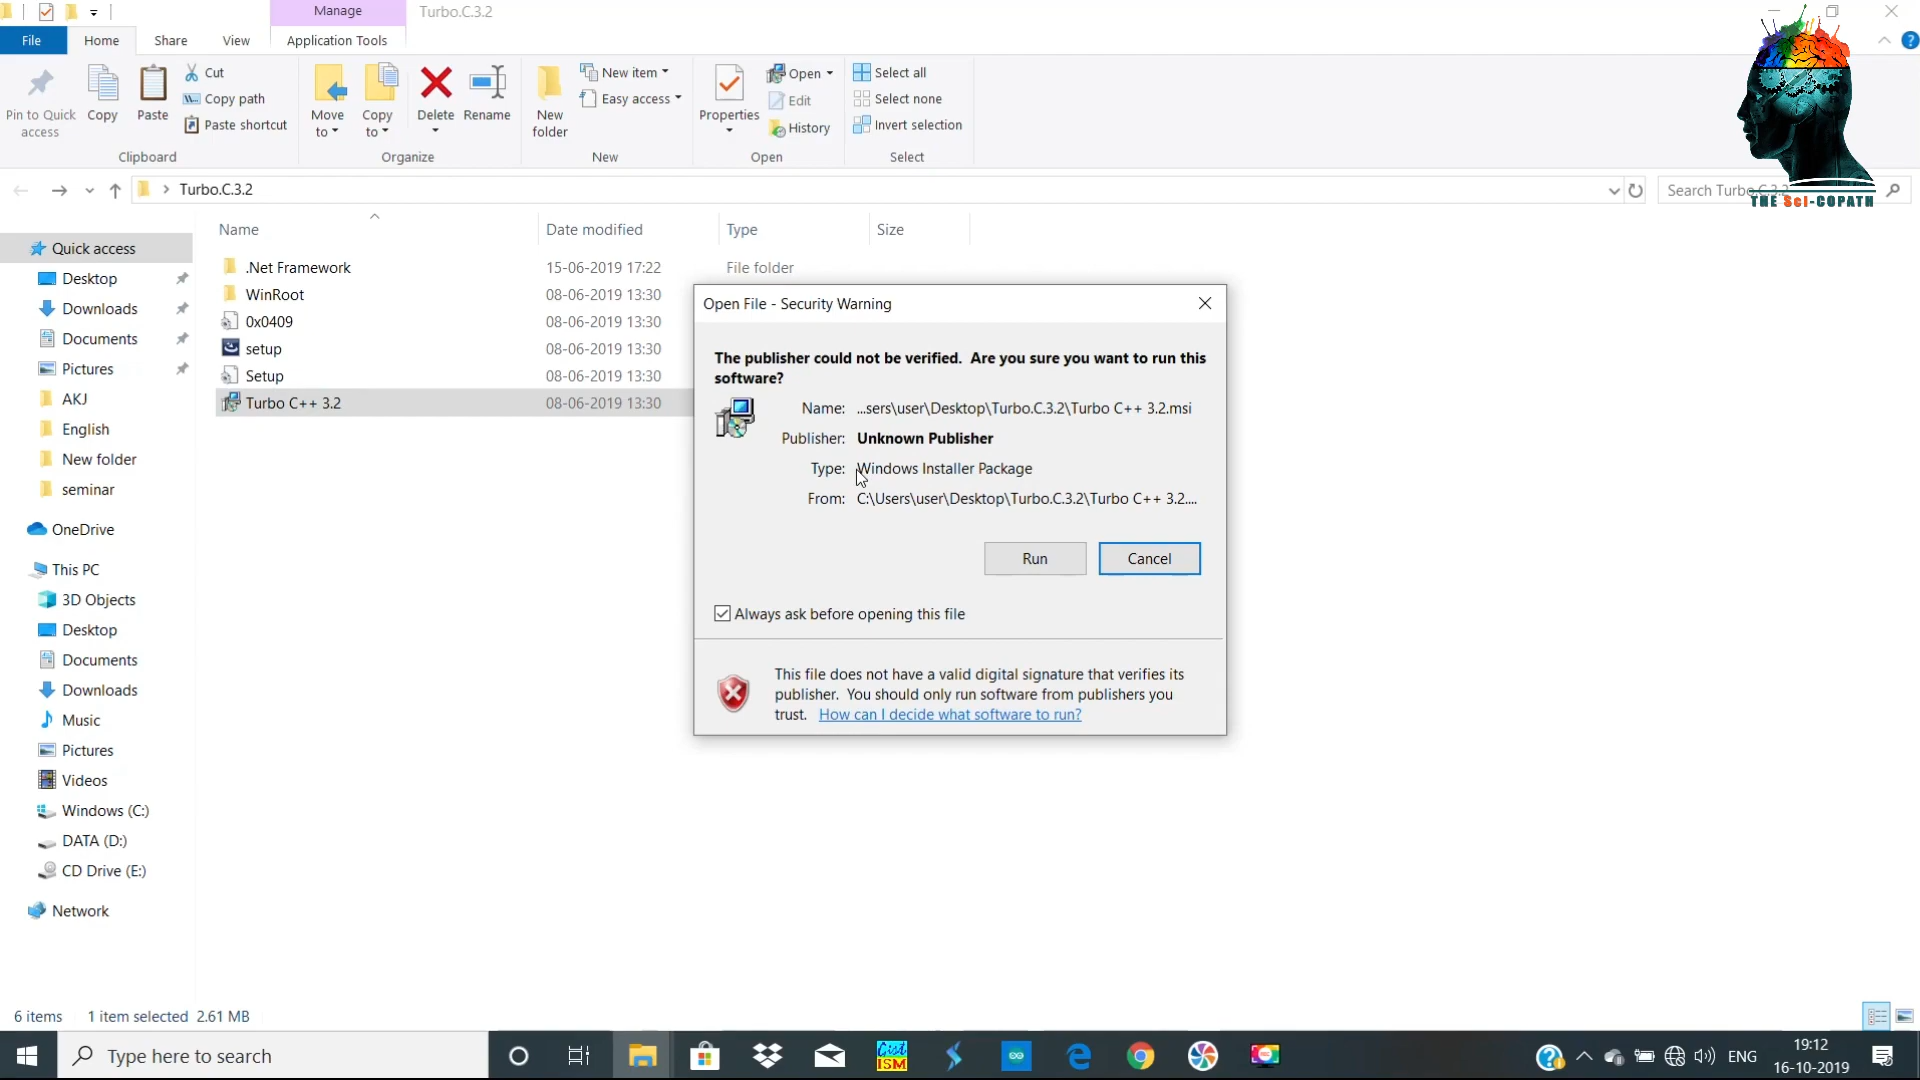 Manage
Turbo.C.3.2
File
Home
Share
View
Application Tools
Pin to Quick access
Copy
Paste
Cut
Copy path
Paste shortcut
Clipboard
Move to
Copy to
Delete
Rename
Organize
New folder
New item
Easy access
New
Properties
Open
Edit
History
Open
Select all
Select none
Invert selection
Select
THE Sci-COPATH
Turbo.C.3.2
Search Turbo.C.3.2
Name
Date modified
Type
Size
.Net Framework 15-06-2019 17:22 File folder
WinRoot 08-06-2019 13:30
0x0409 08-06-2019 13:30
setup 08-06-2019 13:30
Setup 08-06-2019 13:30
Turbo C++ 3.2 08-06-2019 13:30
Quick access
Desktop
Downloads
Documents
Pictures
AKJ
English
New folder
seminar
OneDrive
This PC
3D Objects
Desktop
Documents
Downloads
Music
Pictures
Videos
Windows (C:)
DATA (D:)
CD Drive (E:)
Network
Open File - Security Warning
The publisher could not be verified. Are you sure you want to run this
software?
Name: ...sers\user\Desktop\Turbo.C.3.2\Turbo C++ 3.2.msi
Publisher: Unknown Publisher
Type: Windows Installer Package
From: C:\Users\user\Desktop\Turbo.C.3.2\Turbo C++ 3.2....
Run
Cancel
Always ask before opening this file
This file does not have a valid digital signature that verifies its
publisher. You should only run software from publishers you
trust. How can I decide what software to run?
6 items 1 item selected 2.61 MB
Type here to search
Gist
ISM
ENG
19:12
16-10-2019